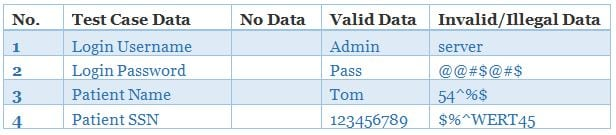 No. Test Case Data No Data Valid Data Invalid/Illegal Data
1 Login Username Admin server
2 Login Password Pass @@#$@#$
3 Patient Name Tom 54^%$
4 Patient SSN 123456789 $%^WERT45